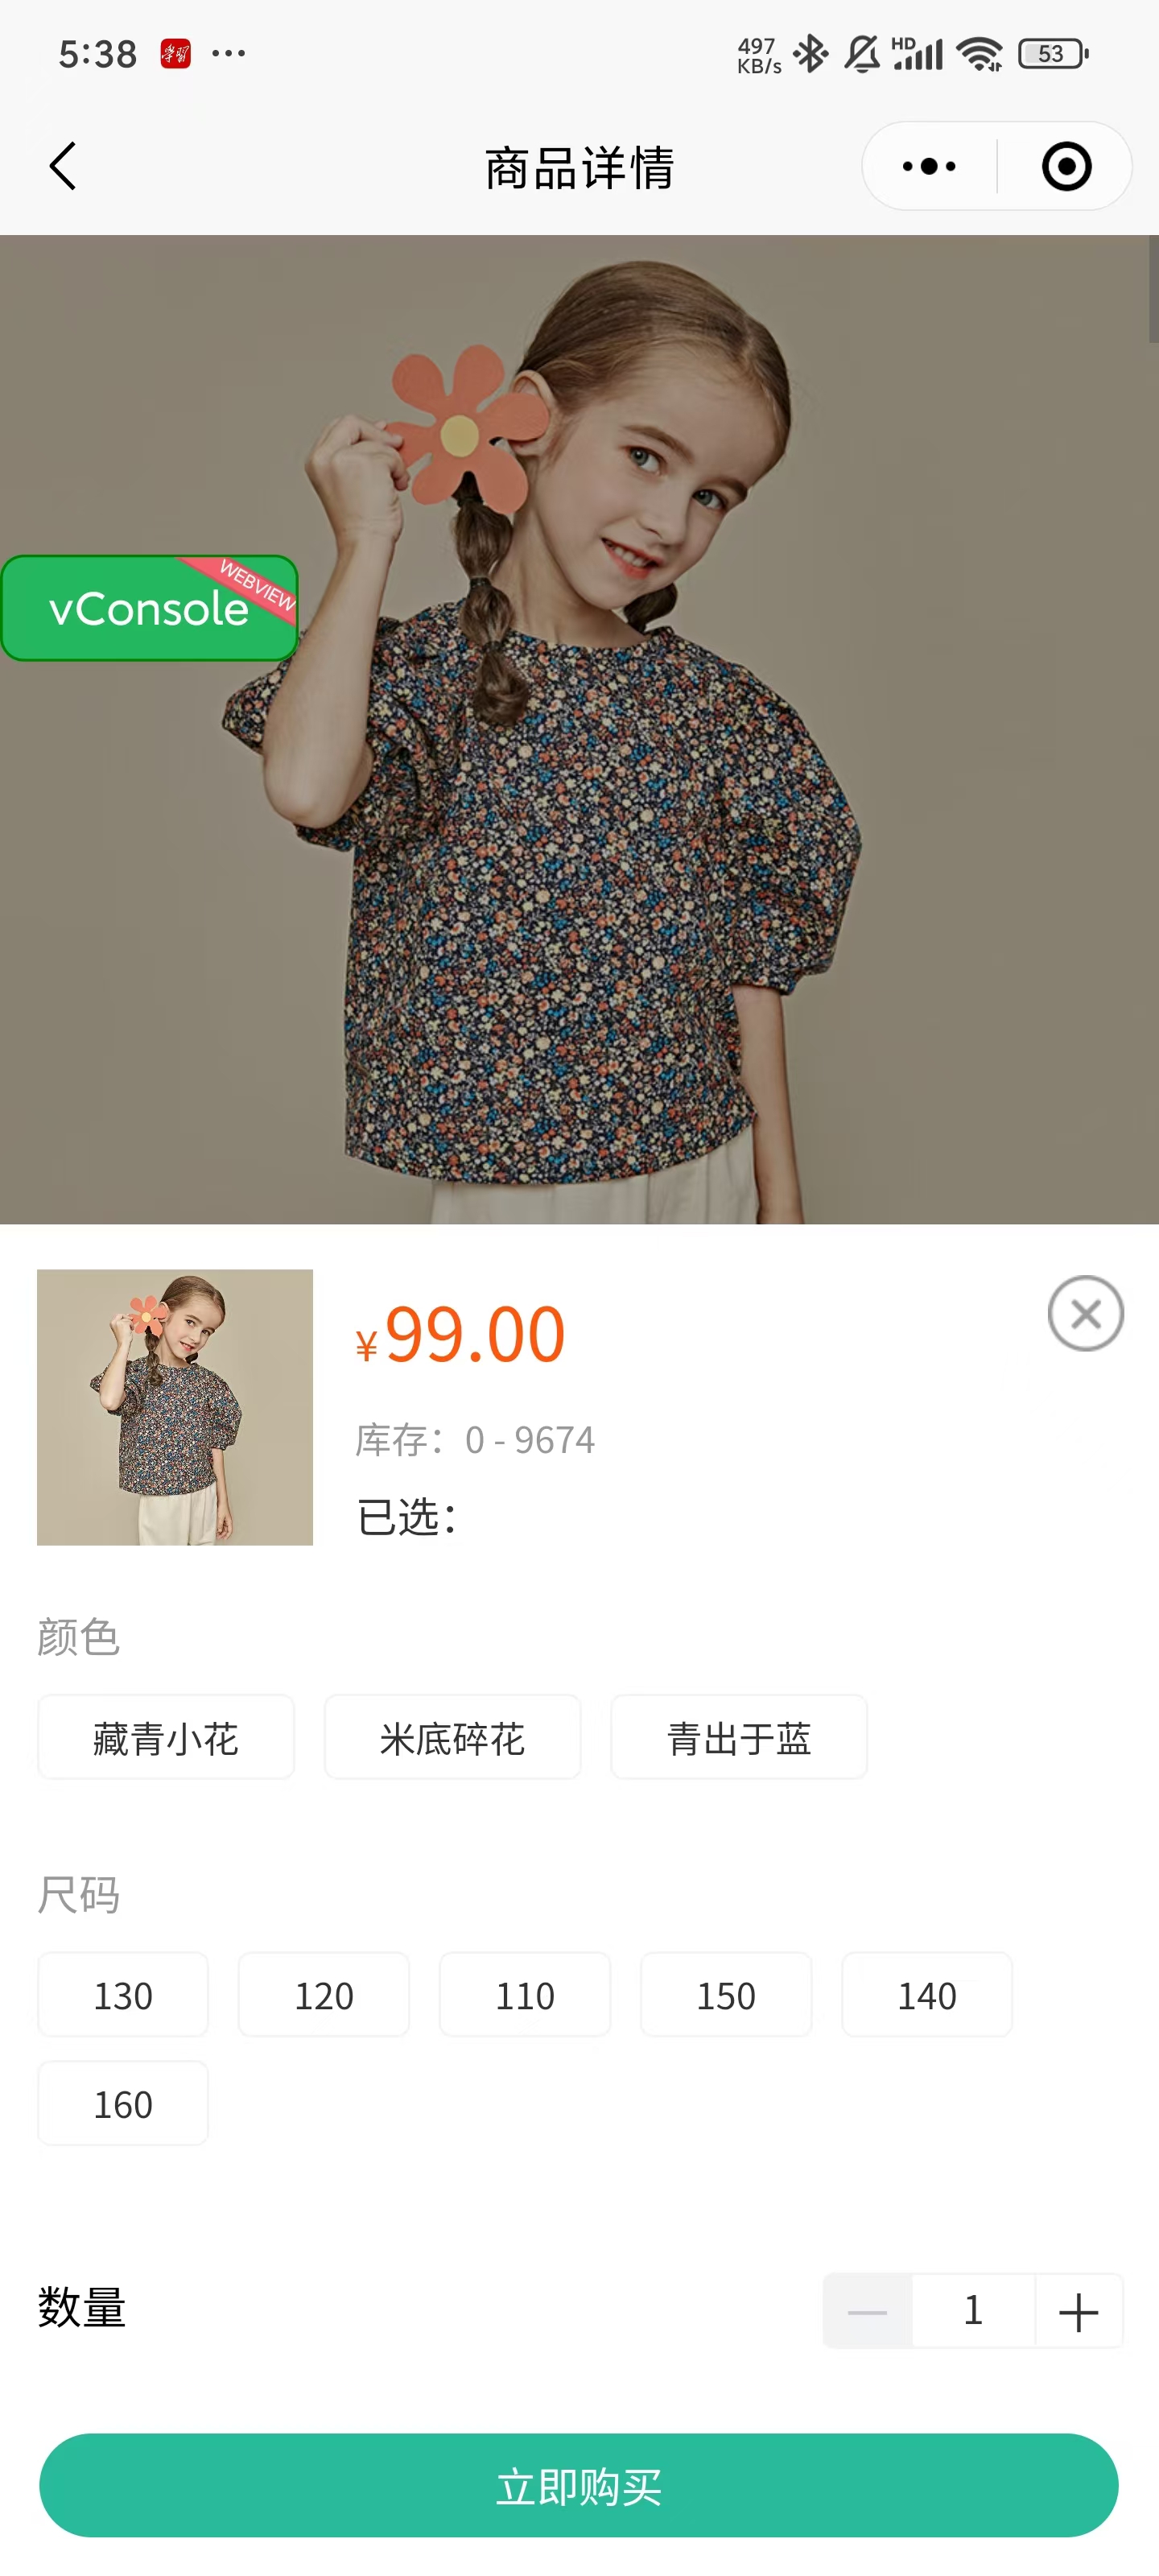 5:38 学习 ... 497 KB/s HD 53
商品详情
WEBVIEW
vConsole
¥99.00
库存：0 - 9674
已选：
颜色
藏青小花 米底碎花 青出于蓝
尺码
130 120 110 150 140
160
数量 1
立即购买